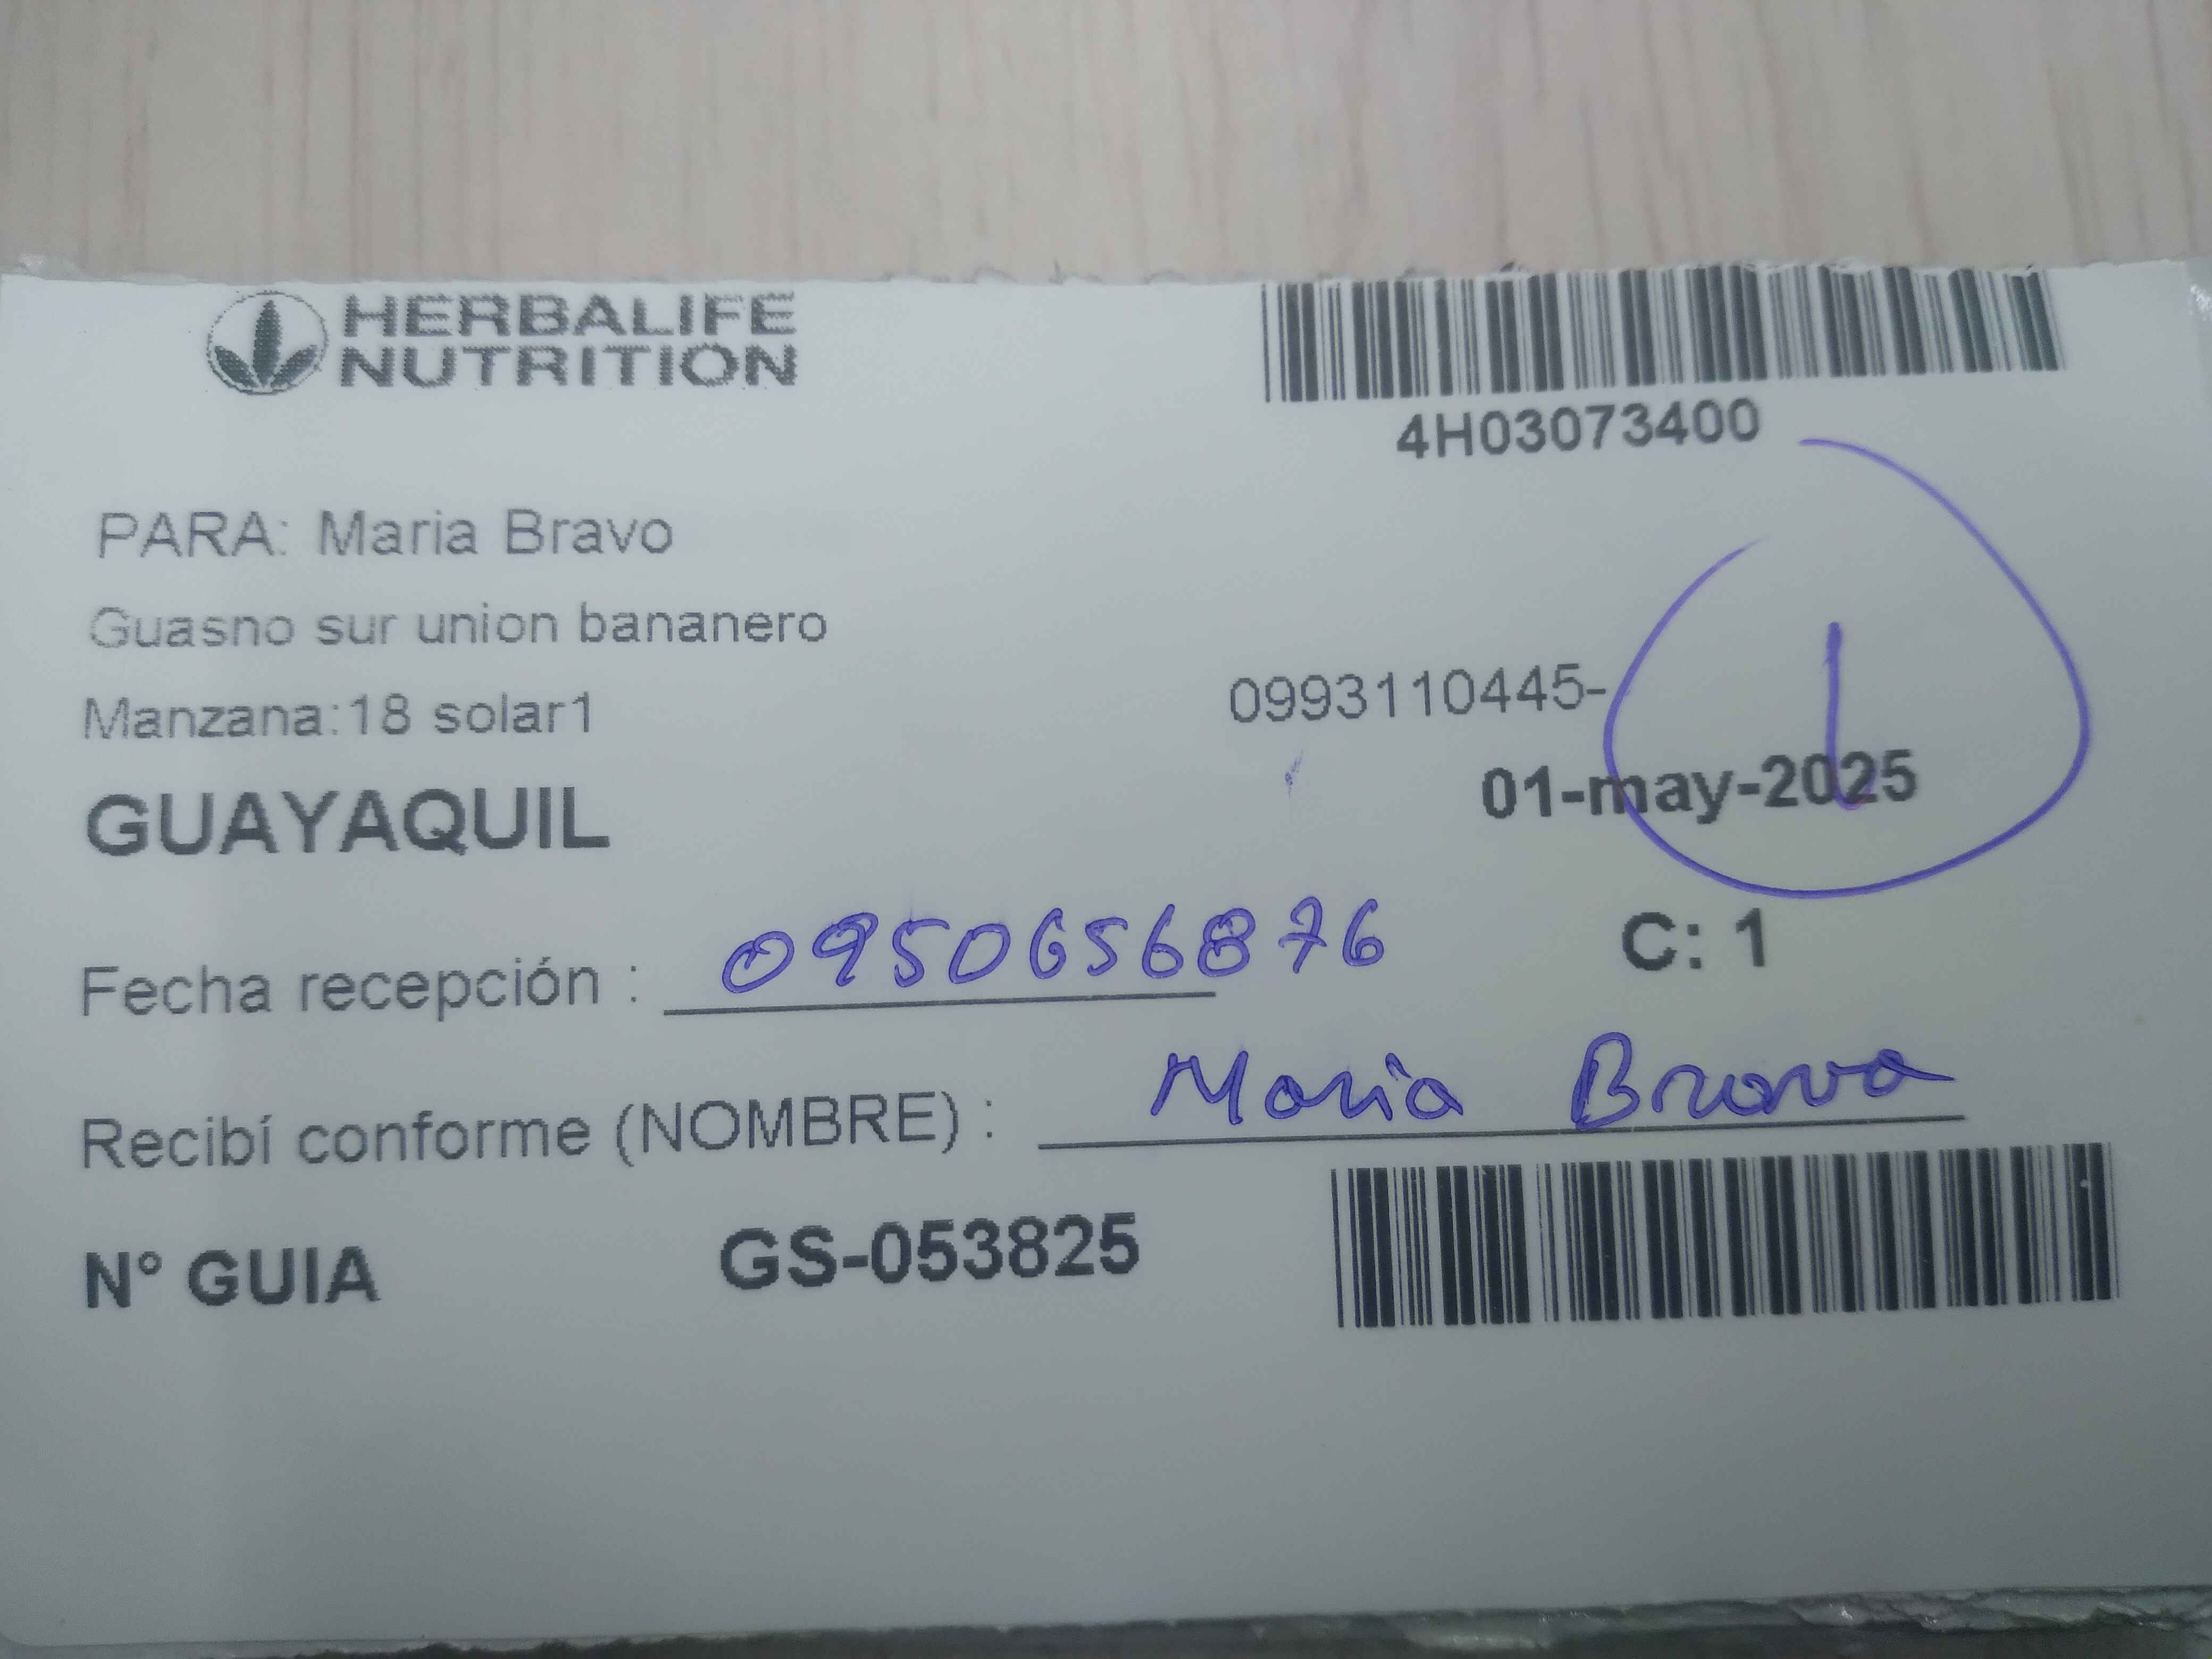 HERBALIFE
NUTRITION
4H03073400
PARA: Maria Bravo
Guasno sur union bananero
Manzana:18 solar1
0993110445-
1
GUAYAQUIL
01-may-2025
Fecha recepción : 0950656876
C: 1
Recibí conforme (NOMBRE) : Maria Bravo
N° GUIA GS-053825